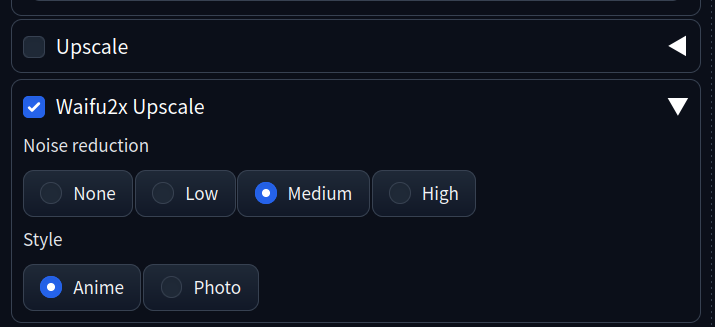 Upscale
Waifu2x Upscale
Noise reduction
None Low Medium High
Style
Anime Photo